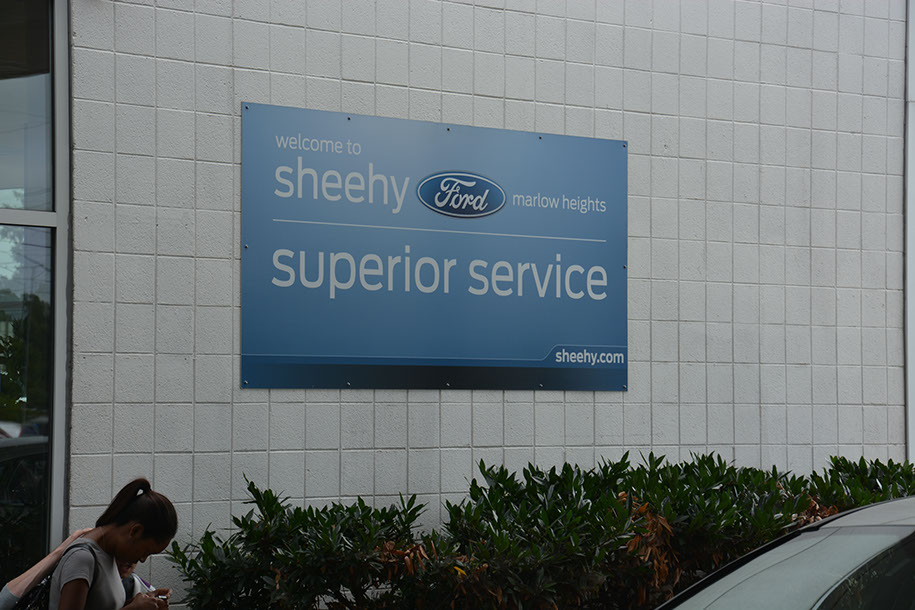 welcome to
sheehy Ford marlow heights
superior service
sheehy.com